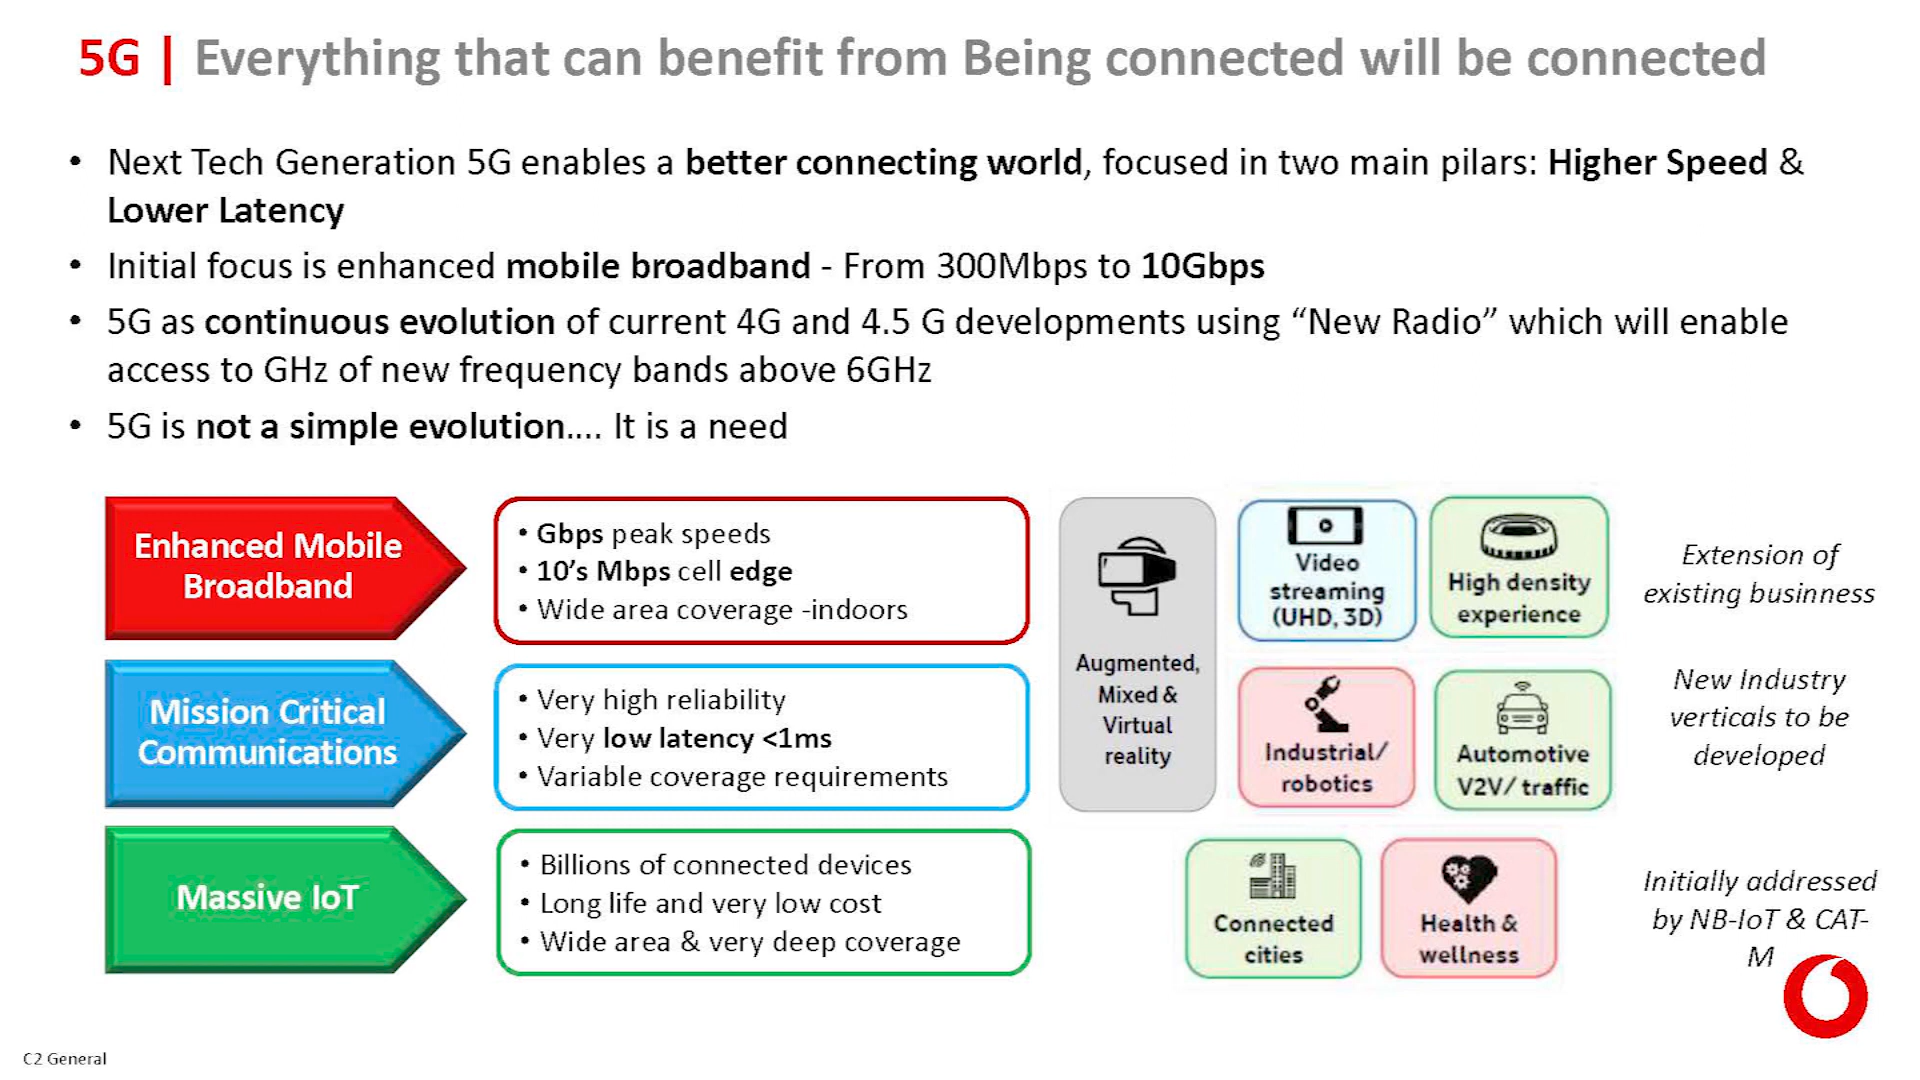 5G | Everything that can benefit from Being connected will be connected
• Next Tech Generation 5G enables a better connecting world, focused in two main pilars: Higher Speed &
Lower Latency
• Initial focus is enhanced mobile broadband - From 300Mbps to 10Gbps
• 5G as continuous evolution of current 4G and 4.5 G developments using “New Radio” which will enable
access to GHz of new frequency bands above 6GHz
• 5G is not a simple evolution.... It is a need
Enhanced Mobile
Broadband
• Gbps peak speeds
• 10’s Mbps cell edge
• Wide area coverage -indoors
Mission Critical
Communications
• Very high reliability
• Very low latency <1ms
• Variable coverage requirements
Massive IoT
• Billions of connected devices
• Long life and very low cost
• Wide area & very deep coverage
Augmented,
Mixed &
Virtual
reality
Video
streaming
(UHD, 3D)
High density
experience
Extension of
existing businness
Industrial/
robotics
Automotive
V2V/ traffic
New Industry
verticals to be
developed
Connected
cities
Health &
wellness
Initially addressed
by NB-IoT & CAT-
M
C2 General